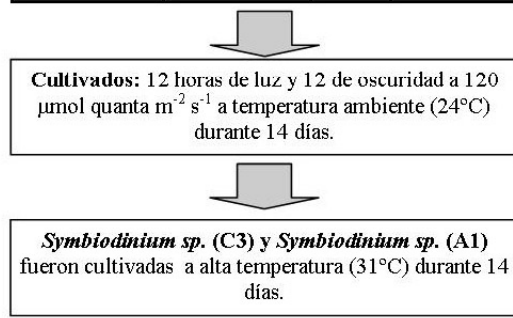 Cultivados: 12 horas de luz y 12 de oscuridad a 120
μmol quanta m⁻² s⁻¹ a temperatura ambiente (24°C)
durante 14 días.
Symbiodinium sp. (C3) y Symbiodinium sp. (A1)
fueron cultivadas a alta temperatura (31°C) durante 14
días.